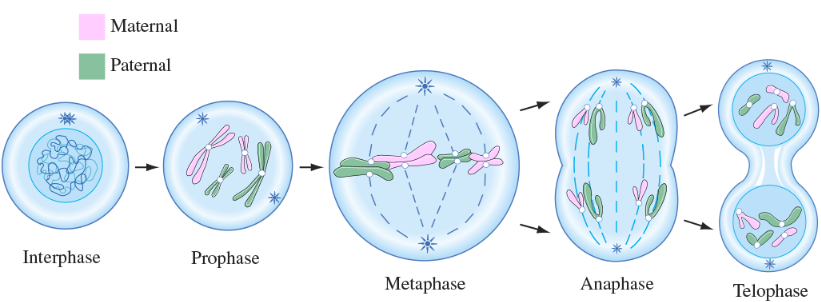 Maternal
Paternal
Interphase
Prophase
Metaphase
Anaphase
Telophase